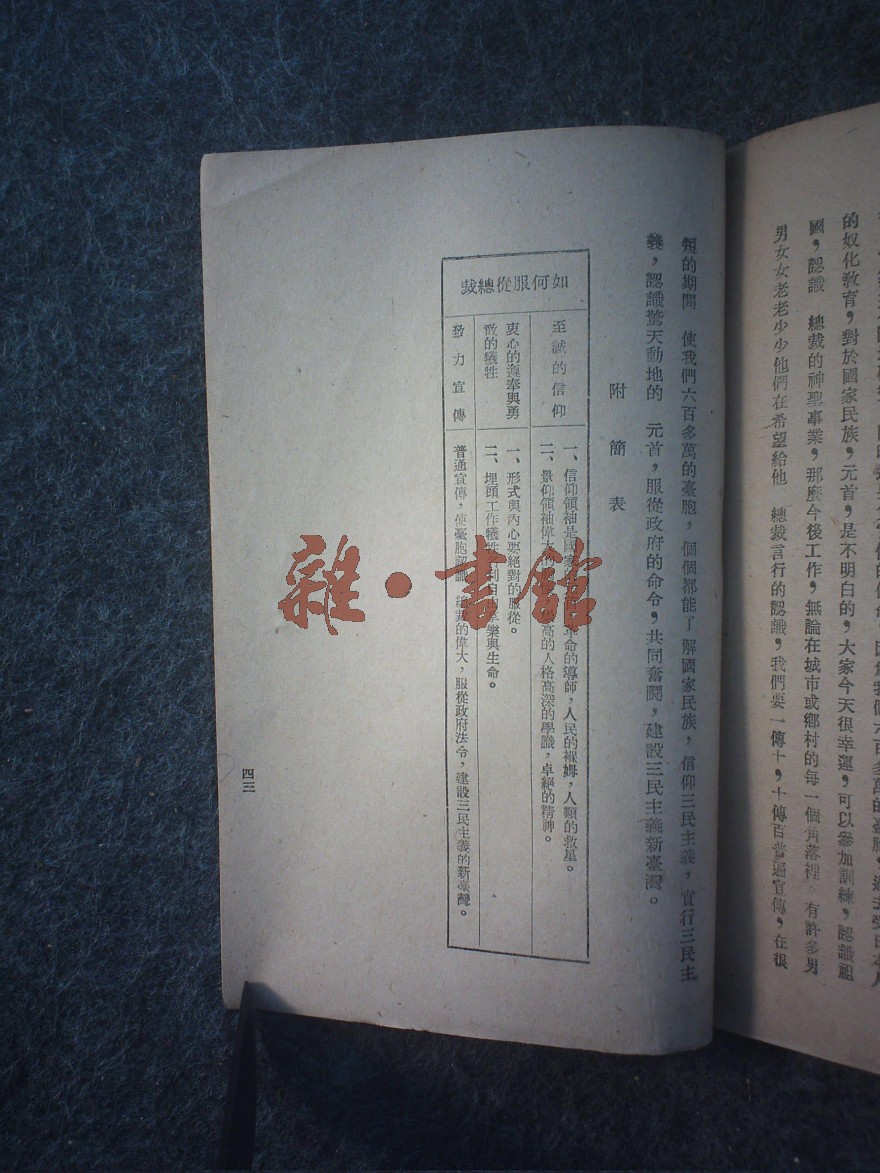 的奴化教育，對於國家民族，元首，是不明白的，大家今天很幸運，可以參加訓練，認識祖
國，認識　總裁的神聖事業，那麼今後工作，無論在城市或鄉村的每一個角落裡。有許多男
男女女老老少少他們在希望給他　總裁言行的認識，我們要一傳十，十傳百普遍宣傳，在很
短的期間　使我們六百多萬的臺胞，個個都能了解國家民族，信仰三民主義，實行三民主
義，認識驚天動地的　元首，服從政府的命令，共同奮鬪，建設三民主義新臺灣。
附簡表
如何服從總裁
至誠的信仰
一、信仰領袖是國家的革命的導師，人民的褓姆，人類的救星。
二、景仰領袖偉大的高的人格高深的學識，卓絕的精神。
衷心的遵奉與勇
敢的犧牲
一、形式與內心要絕對的服從。
二、埋頭工作犧牲享樂與生命。
致力宣傳
普通宣傳，使臺胞認識　總裁的偉大，服從政府法令，建設三民主義的新臺灣。
四三
雜·書館